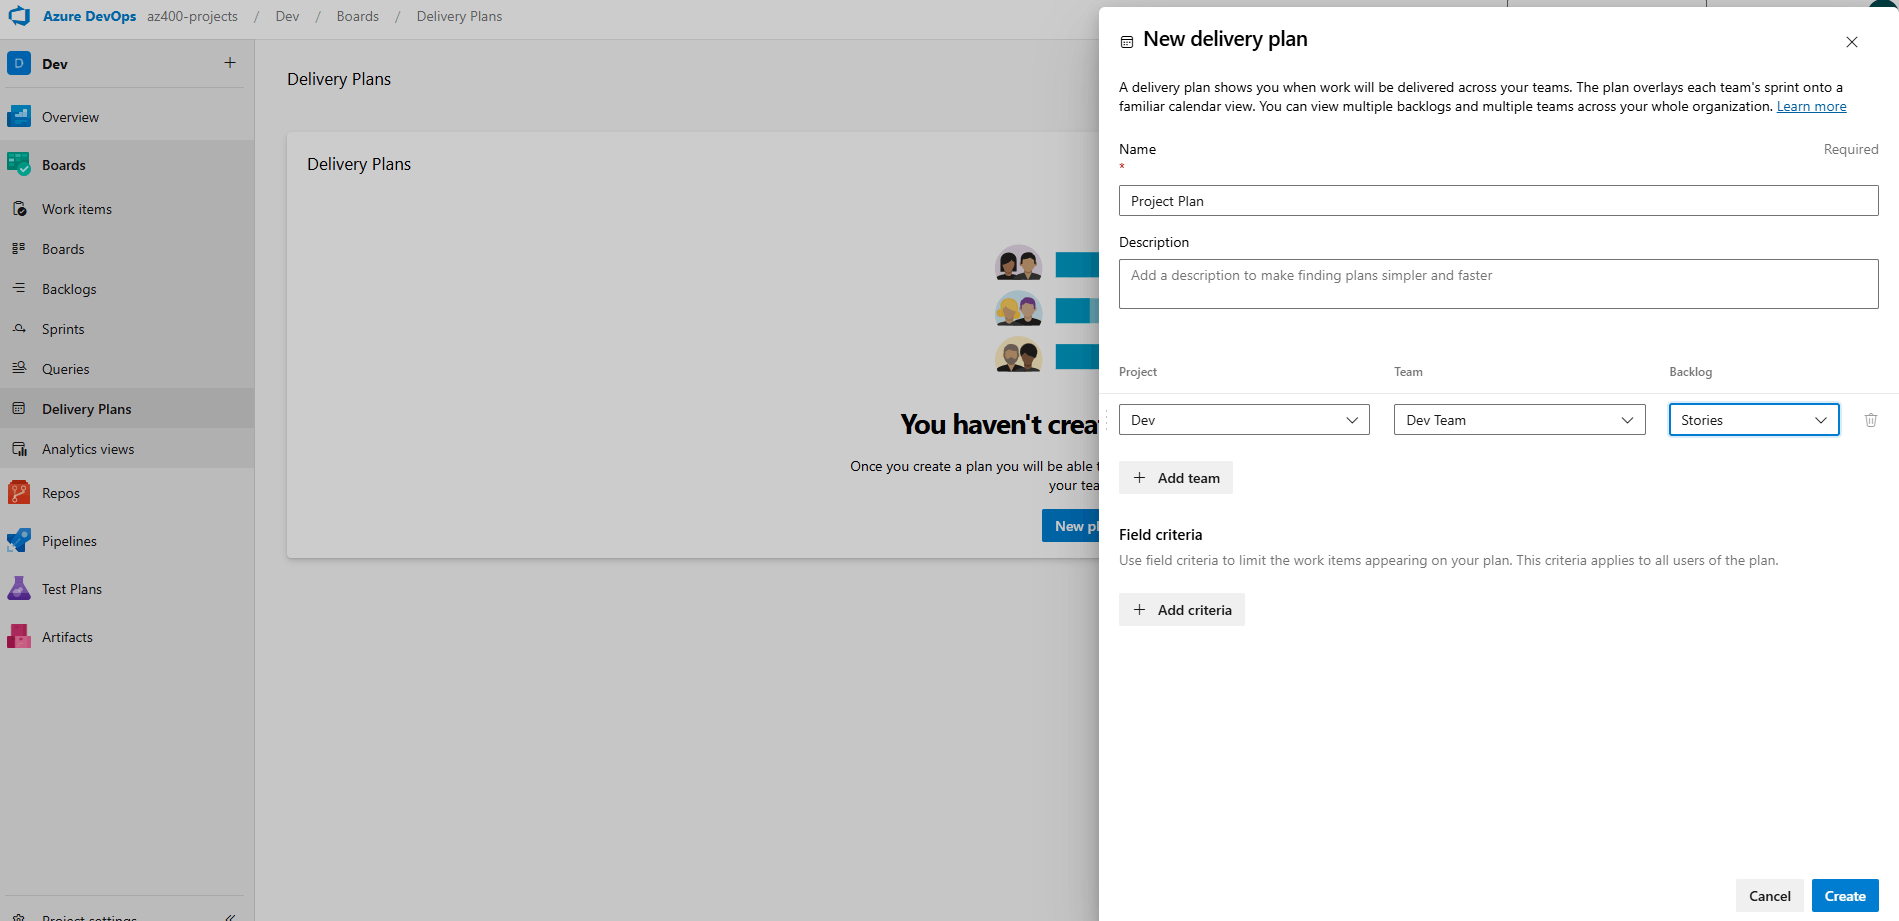 Azure DevOps az400-projects / Dev / Boards / Delivery Plans
D Dev
Overview
Boards
Work items
Boards
Backlogs
Sprints
Queries
Delivery Plans
Analytics views
Repos
Pipelines
Test Plans
Artifacts
Project settings
Delivery Plans
Delivery Plans
You haven't crea
Once you create a plan you will be able
your tea
New pl
New delivery plan
A delivery plan shows you when work will be delivered across your teams. The plan overlays each team's sprint onto a
familiar calendar view. You can view multiple backlogs and multiple teams across your whole organization. Learn more
Name Required
*
Project Plan
Description
Add a description to make finding plans simpler and faster
Project Team Backlog
Dev Dev Team Stories
+ Add team
Field criteria
Use field criteria to limit the work items appearing on your plan. This criteria applies to all users of the plan.
+ Add criteria
Cancel Create